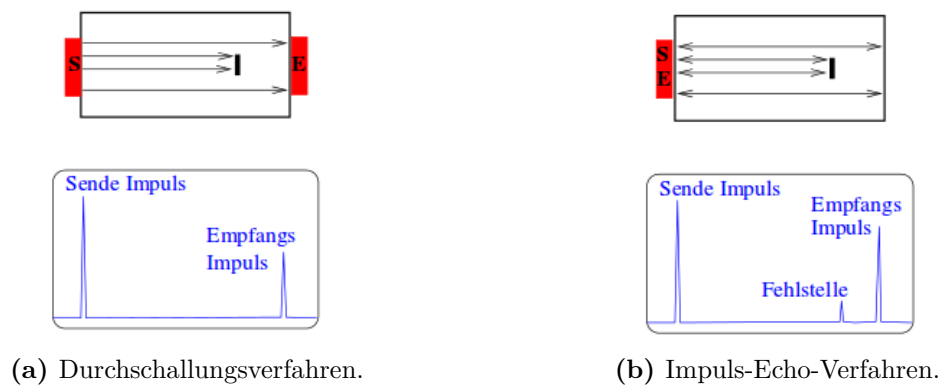 S
E
S
E
Sende Impuls
Empfangs
Impuls
Sende Impuls
Empfangs
Impuls
Fehlstelle
(a) Durchschallungsverfahren.
(b) Impuls-Echo-Verfahren.